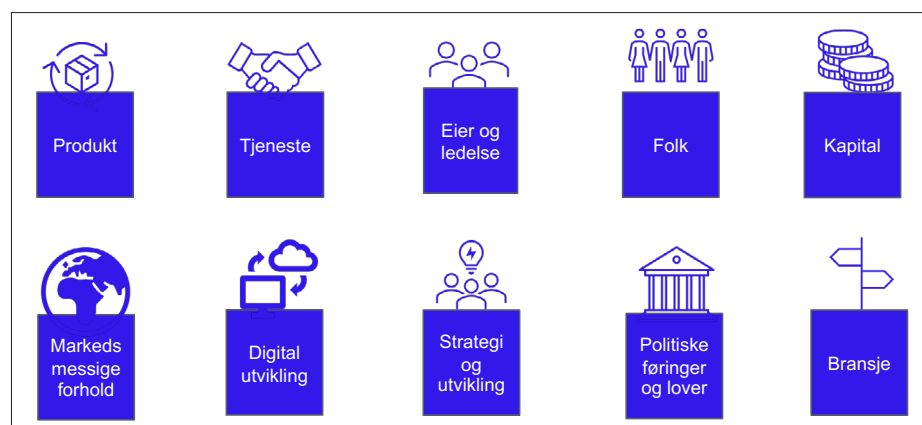 Produkt
Tjeneste
Eier og
ledelse
Folk
Kapital
Markeds
messige
forhold
Digital
utvikling
Strategi
og
utvikling
Politiske
føringer
og lover
Bransje